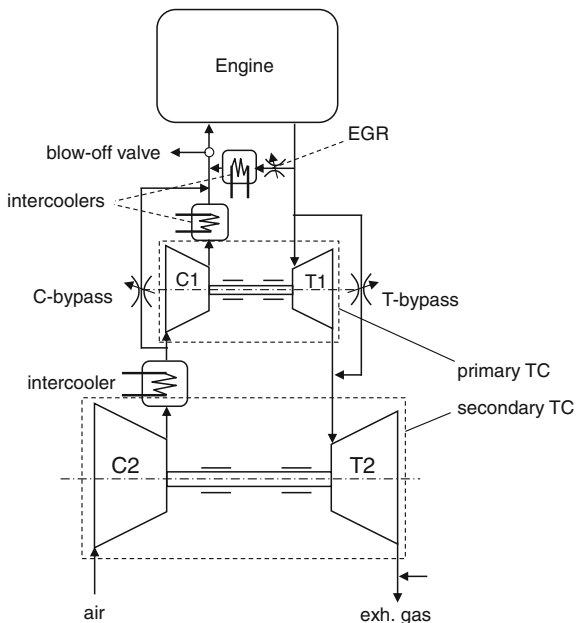 Engine
EGR
blow-off valve
intercoolers
C1
T1
C-bypass
T-bypass
primary TC
intercooler
secondary TC
C2
T2
air
exh. gas